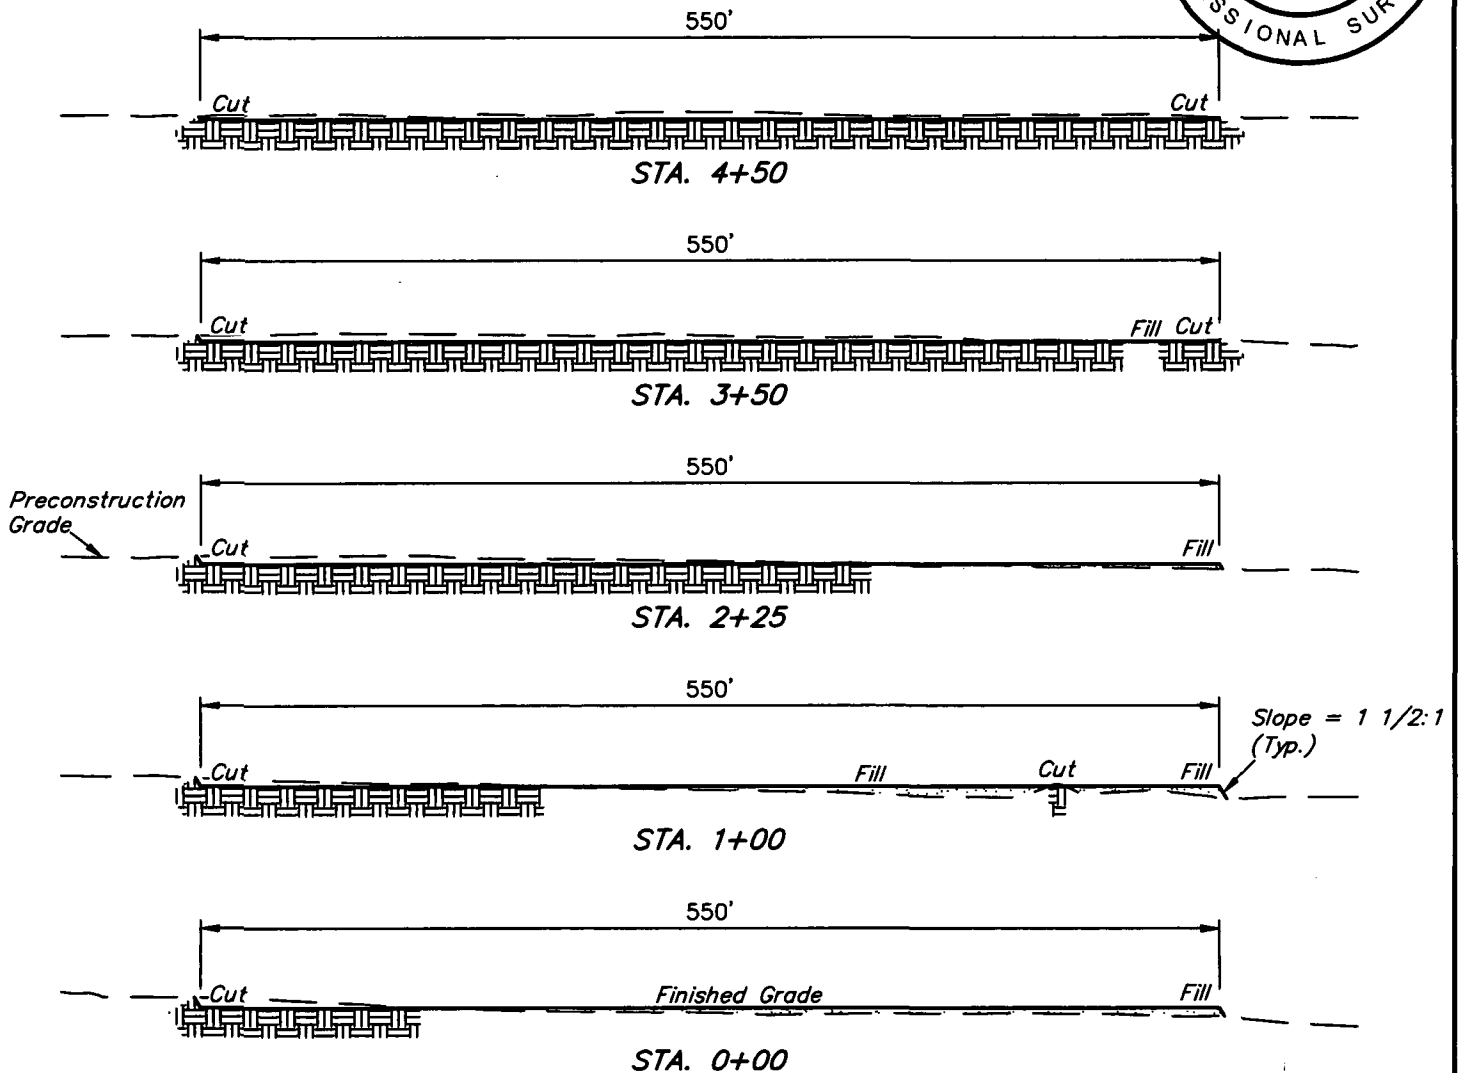 SSIONAL SUR
550'
Cut Cut
STA. 4+50
550'
Cut Fill Cut
STA. 3+50
550'
Preconstruction
Grade
Cut Fill
STA. 2+25
550'
Slope = 1 1/2:1
(Typ.)
Cut Fill Cut Fill
STA. 1+00
550'
Cut Finished Grade Fill
STA. 0+00